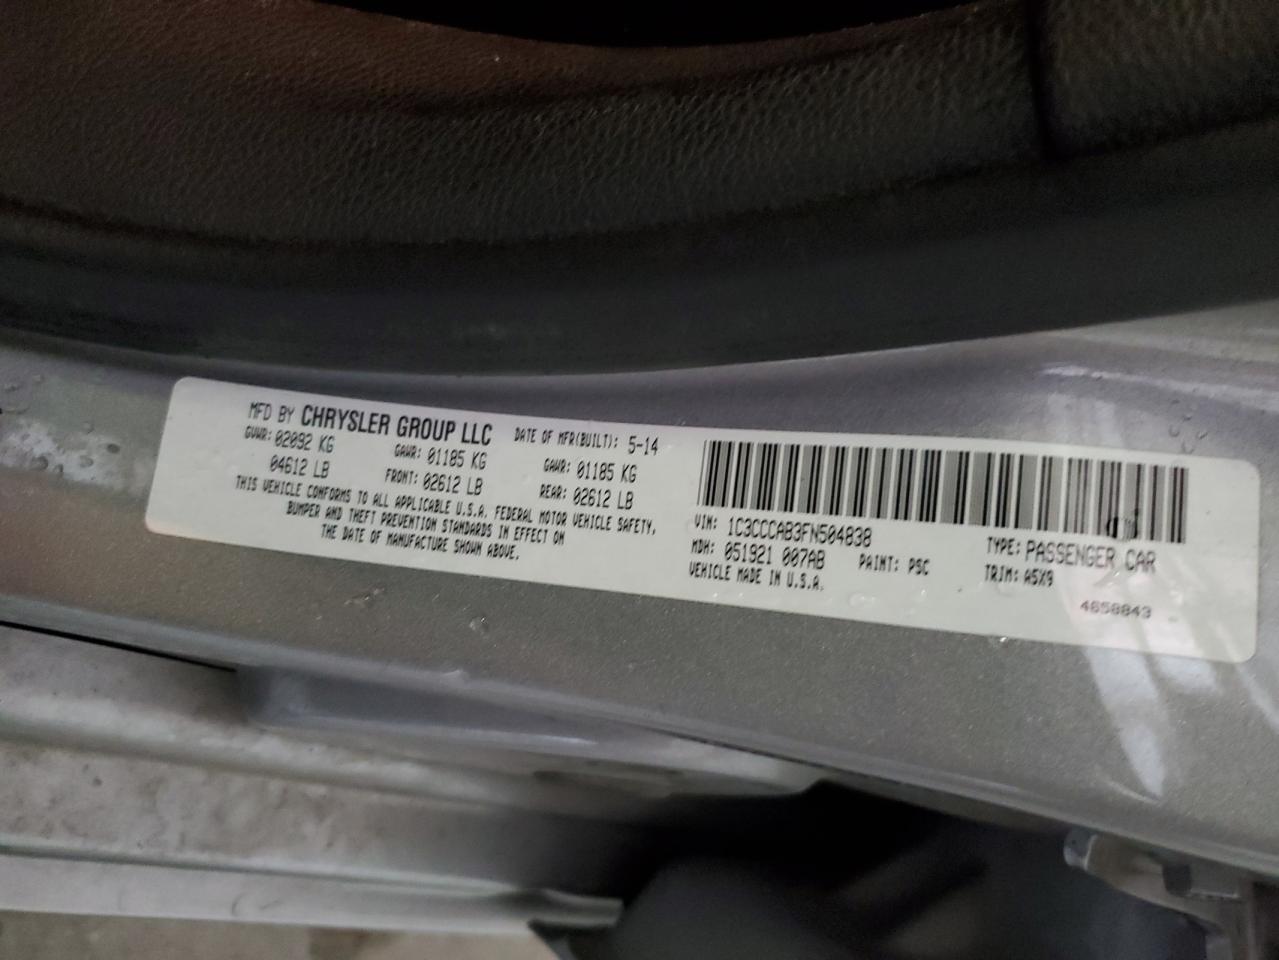 MFD BY CHRYSLER GROUP LLC DATE OF MFR(BUILT): 5-14
GVWR: 02092 KG GAWR: 01185 KG GAWR: 01185 KG
04612 LB FRONT: 02612 LB REAR: 02612 LB
THIS VEHICLE CONFORMS TO ALL APPLICABLE U.S.A. FEDERAL MOTOR VEHICLE SAFETY,
BUMPER AND THEFT PREVENTION STANDARDS IN EFFECT ON
THE DATE OF MANUFACTURE SHOWN ABOVE.
VIN: 1C3CCCAB3FN504838 TYPE: PASSENGER CAR
MDH: 051921 007AB PAINT: PSC TRIM: A5X9
VEHICLE MADE IN U.S.A.
4658843